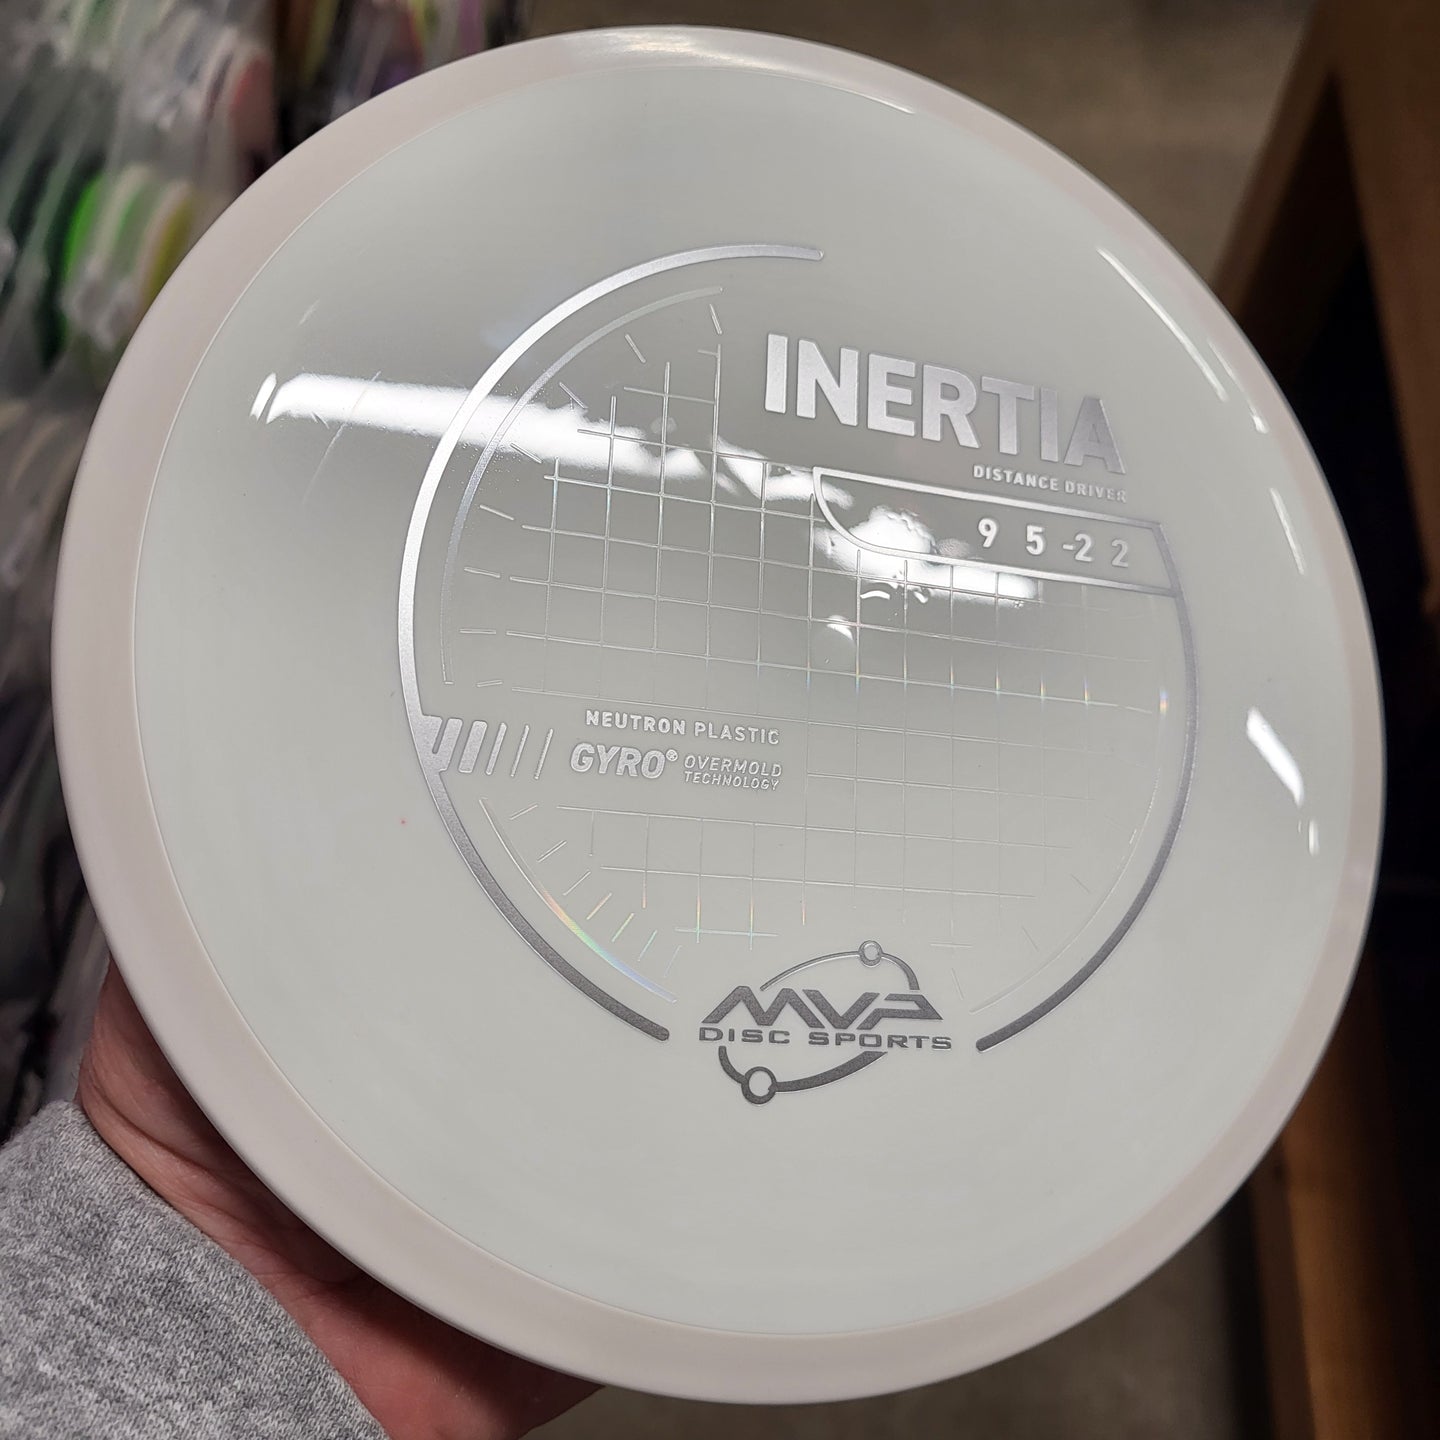 INERTIA
DISTANCE DRIVER
9 5 -2 2
NEUTRON PLASTIC
GYRO® OVERMOLD
TECHNOLOGY
MVP
DISC SPORTS